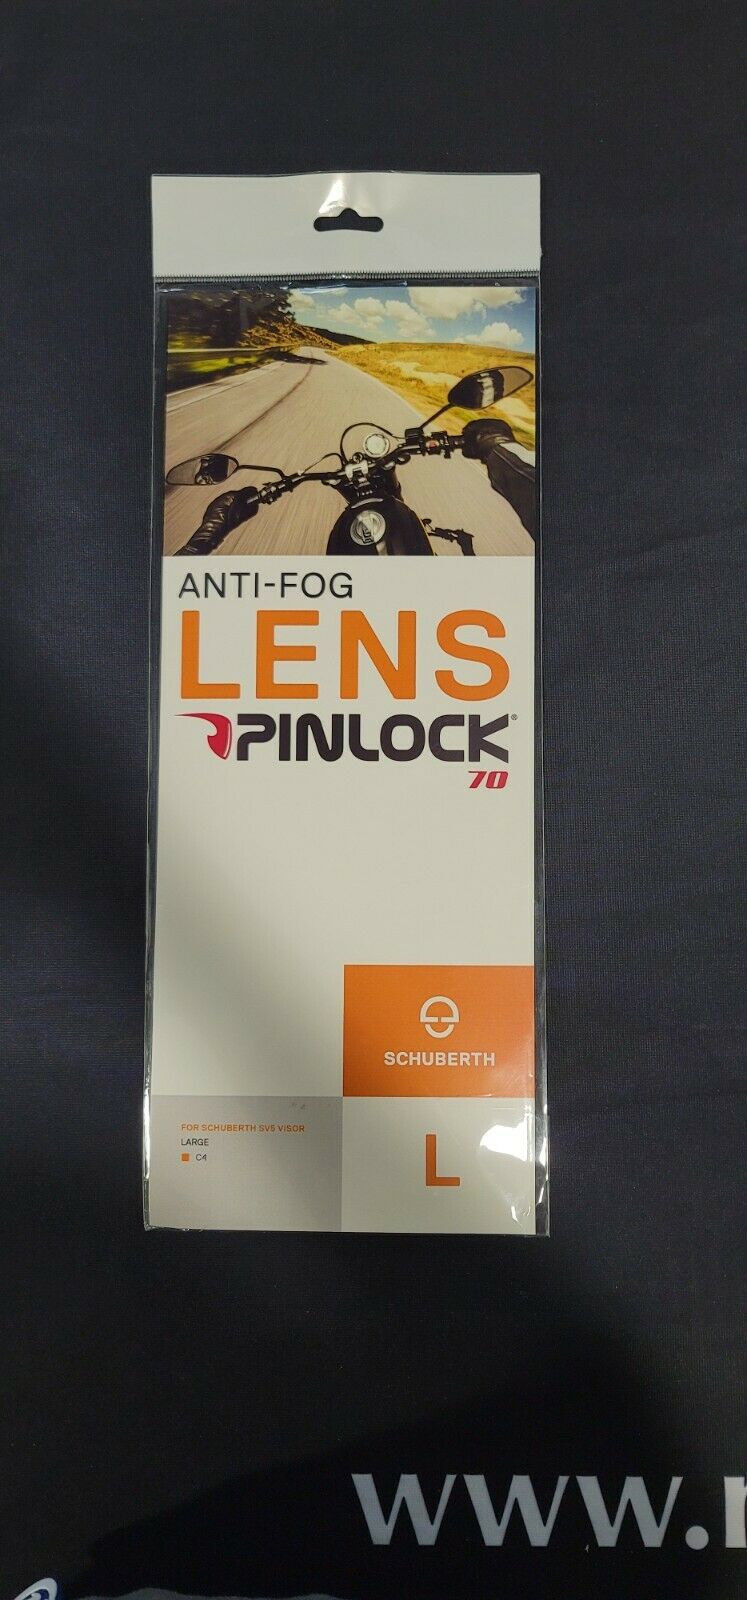 ANTI-FOG
LENS
PINLOCK®
70
SCHUBERTH
FOR SCHUBERTH SV5 VISOR
LARGE
C4
L
www.